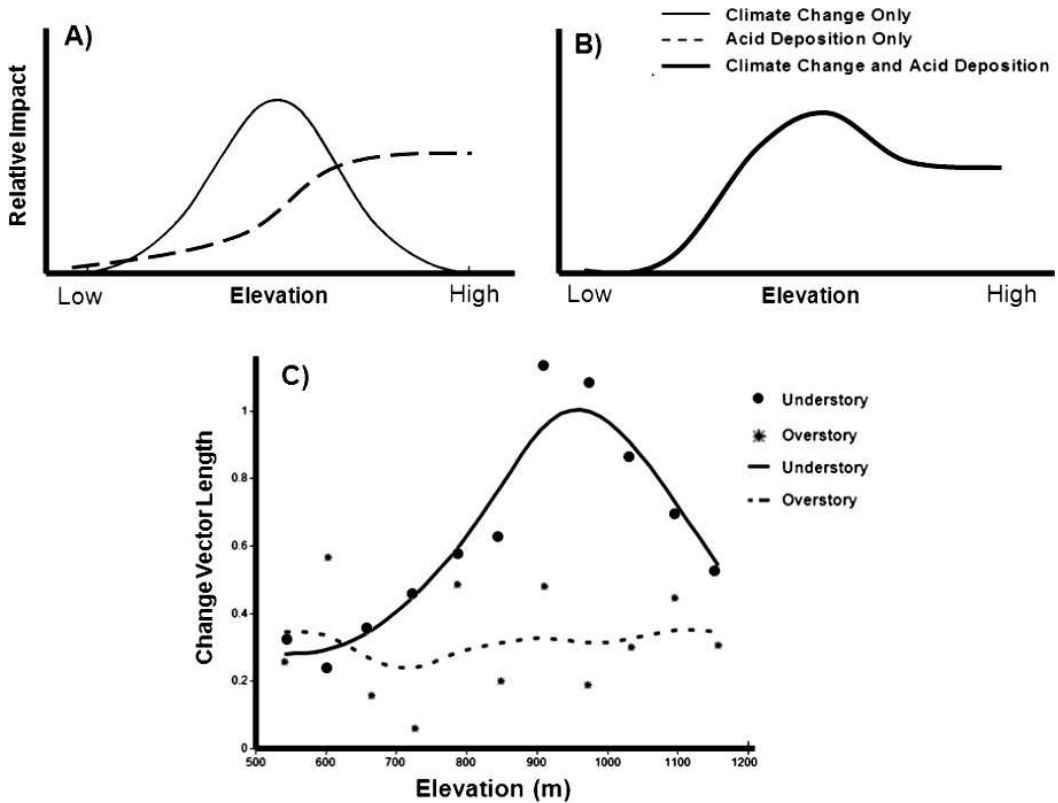 A)
Relative Impact
Low
Elevation
High
B)
Climate Change Only
Acid Deposition Only
Climate Change and Acid Deposition
Low
Elevation
High
C)
Change Vector Length
1
0.8
0.6
0.4
0.2
0
500 600 700 800 900 1000 1100 1200
Elevation (m)
Understory
Overstory
Understory
Overstory